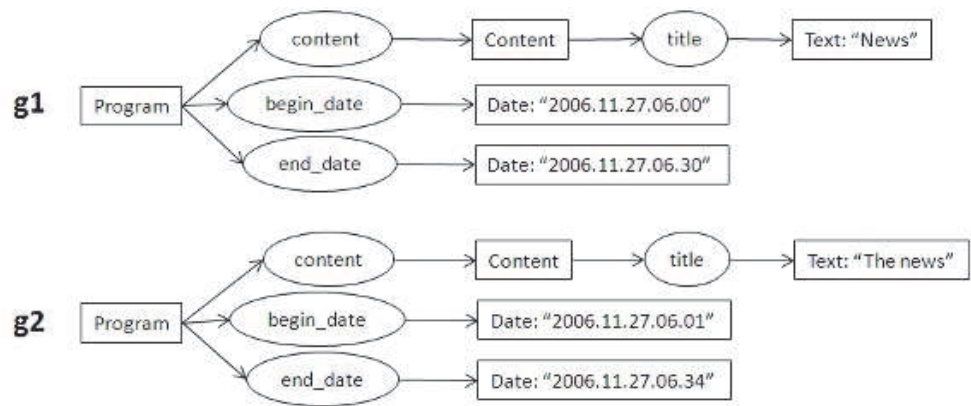 content Content title Text: "News"
g1 Program begin_date Date: "2006.11.27.06.00"
end_date Date: "2006.11.27.06.30"
content Content title Text: "The news"
g2 Program begin_date Date: "2006.11.27.06.01"
end_date Date: "2006.11.27.06.34"